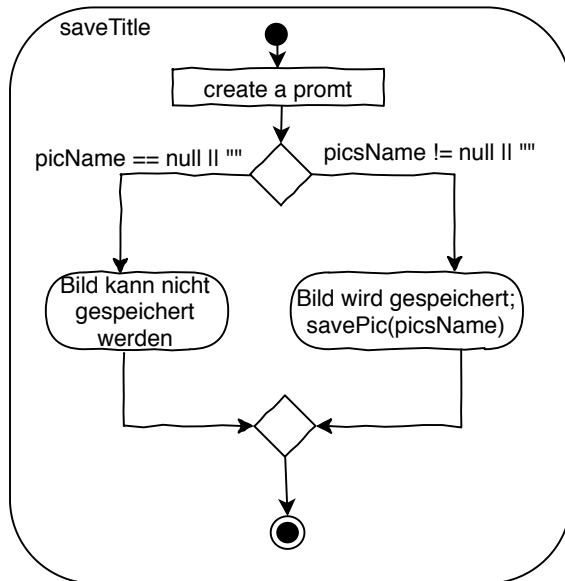 saveTitle
create a promt
picName == null || ""
picsName != null || ""
Bild kann nicht
gespeichert
werden
Bild wird gespeichert;
savePic(picsName)